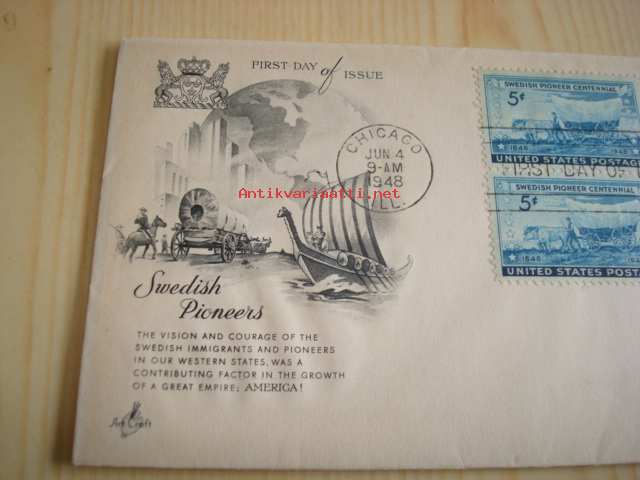 FIRST DAY of ISSUE
CHICAGO
JUN 4
9-AM
1948
ILL.
Antikvariaatti.net
SWEDISH PIONEER CENTENNIAL
5¢
1848
UNITED STATES POSTAGE
FIRST DAY OF
SWEDISH PIONEER CENTENNIAL
5¢
1848
UNITED STATES POST
Swedish
Pioneers
THE VISION AND COURAGE OF THE
SWEDISH IMMIGRANTS AND PIONEERS
IN OUR WESTERN STATES, WAS A
CONTRIBUTING FACTOR IN THE GROWTH
OF A GREAT EMPIRE; AMERICA!
Art Craft